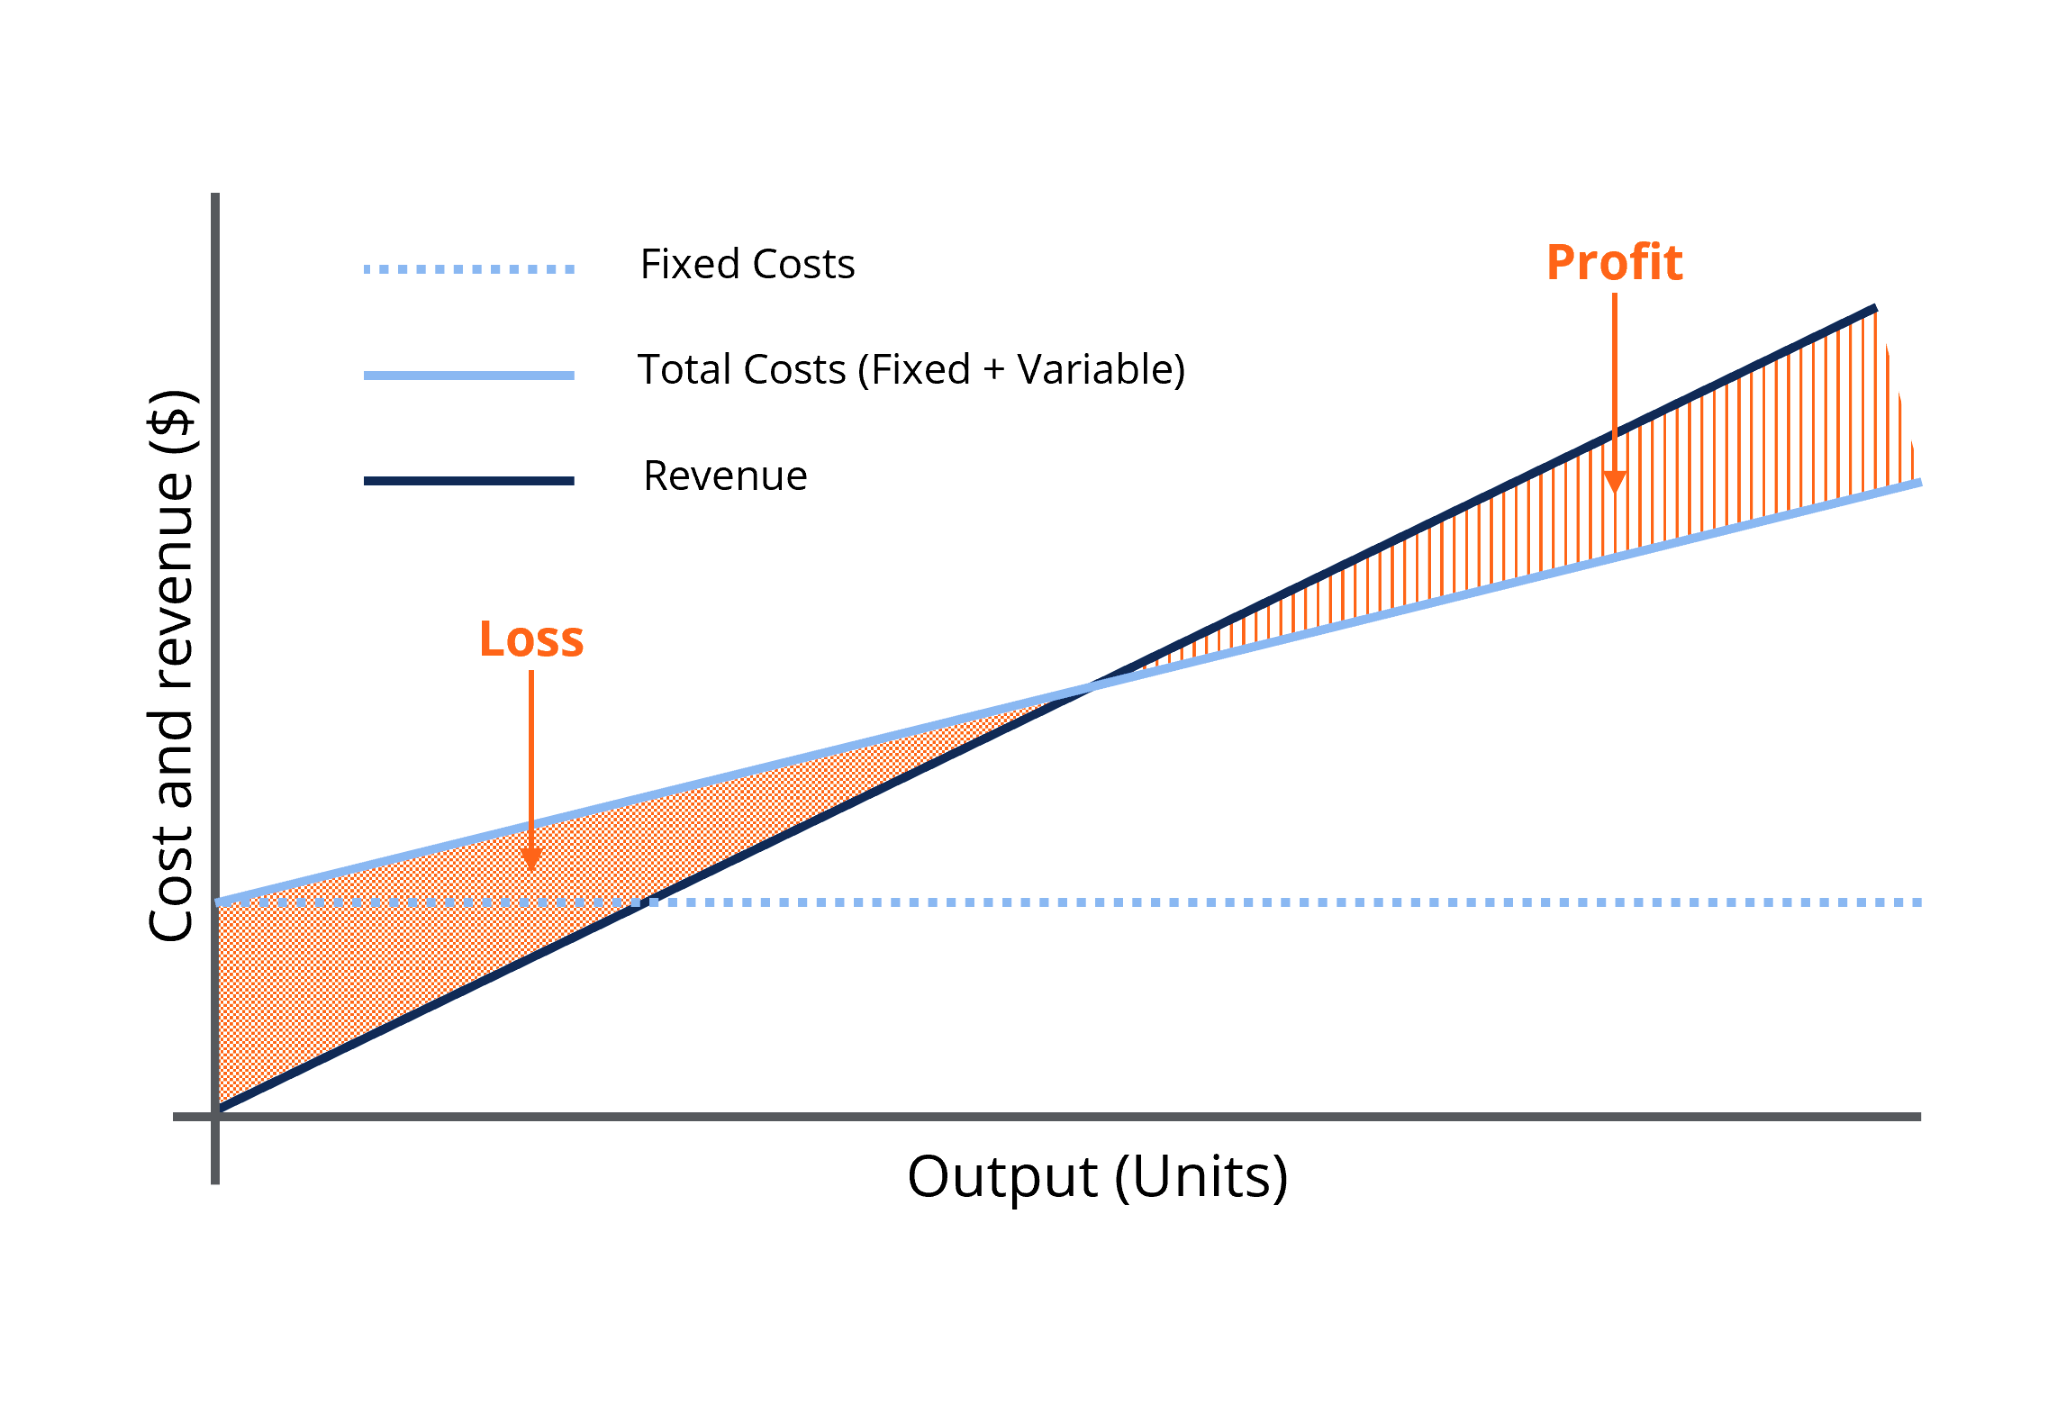 Fixed Costs
Profit
Total Costs (Fixed + Variable)
Revenue
Cost and revenue ($)
Loss
Output (Units)